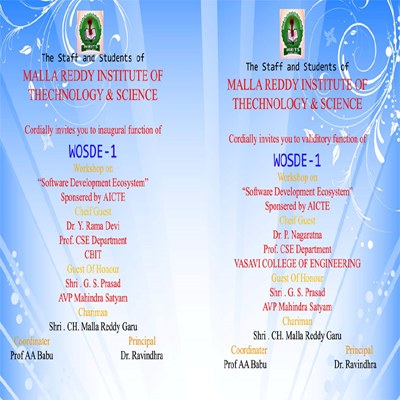 The Staff and Students of
MALLA REDDY INSTITUTE OF
THECHNOLOGY & SCIENCE
Cordially invites you to inaugural function of
WOSDE-1
Workshop on
“Software Development Ecosystem”
Sponsered by AICTE
Cheif Guest
Dr. Y. Rama Devi
Prof. CSE Department
CBIT
Guest Of Honour
Shri . G. S. Prasad
AVP Mahindra Satyam
Chariman
Shri . CH. Malla Reddy Garu
Coordinater Principal
Prof AA Babu Dr. Ravindhra
The Staff and Students of
MALLA REDDY INSTITUTE OF
THECHNOLOGY & SCIENCE
Cordially invites you to validitory function of
WOSDE-1
Workshop on
“Software Development Ecosystem”
Sponsered by AICTE
Cheif Guest
Dr. P. Nagaratna
Prof. CSE Department
VASAVI COLLEGE OF ENGINEERING
Guest Of Honour
Shri . G. S. Prasad
AVP Mahindra Satyam
Chariman
Shri . CH. Malla Reddy Garu
Coordinater Principal
Prof AA Babu Dr. Ravindhra